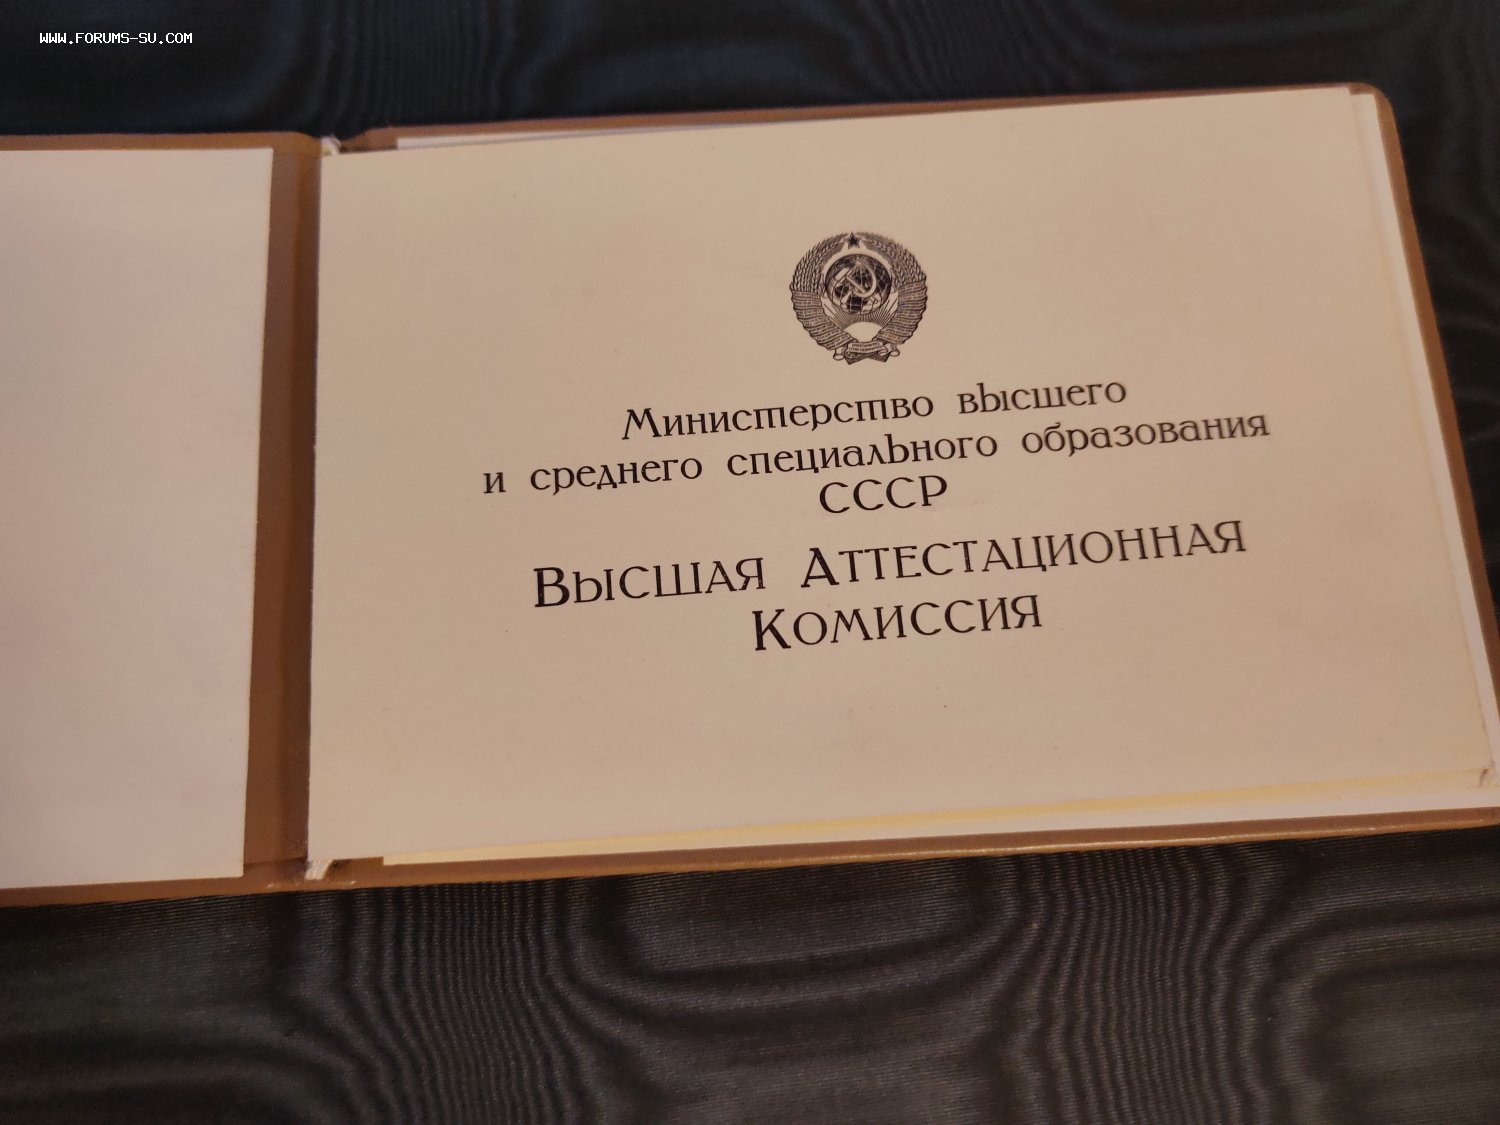 WWW.FORUMS-SU.COM
Министерство высшего
и среднего специального образования
СССР
Высшая Аттестационная
Комиссия